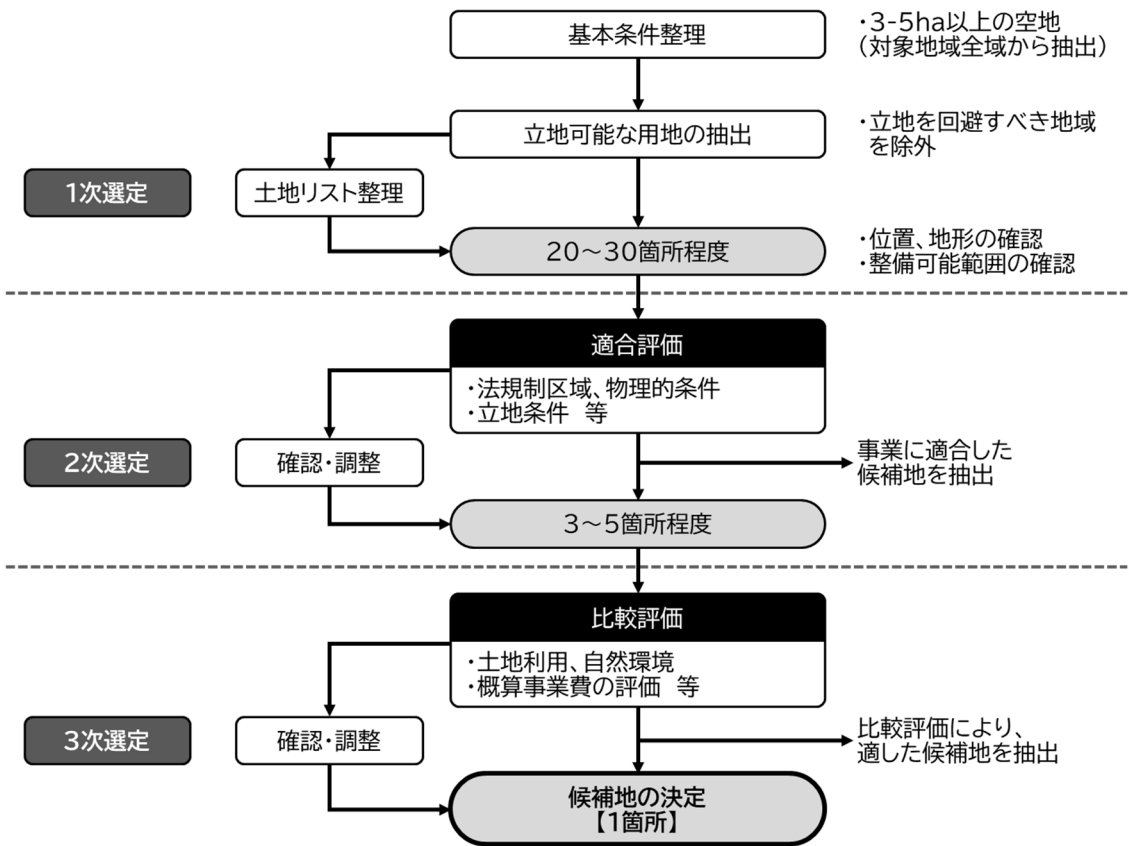 基本条件整理
・3-5ha以上の空地
（対象地域全域から抽出）
立地可能な用地の抽出
・立地を回避すべき地域
を除外
1次選定
土地リスト整理
20～30箇所程度
・位置、地形の確認
・整備可能範囲の確認
適合評価
・法規制区域、物理的条件
・立地条件　等
2次選定
確認・調整
事業に適合した
候補地を抽出
3～5箇所程度
比較評価
・土地利用、自然環境
・概算事業費の評価　等
3次選定
確認・調整
比較評価により、
適した候補地を抽出
候補地の決定
【1箇所】